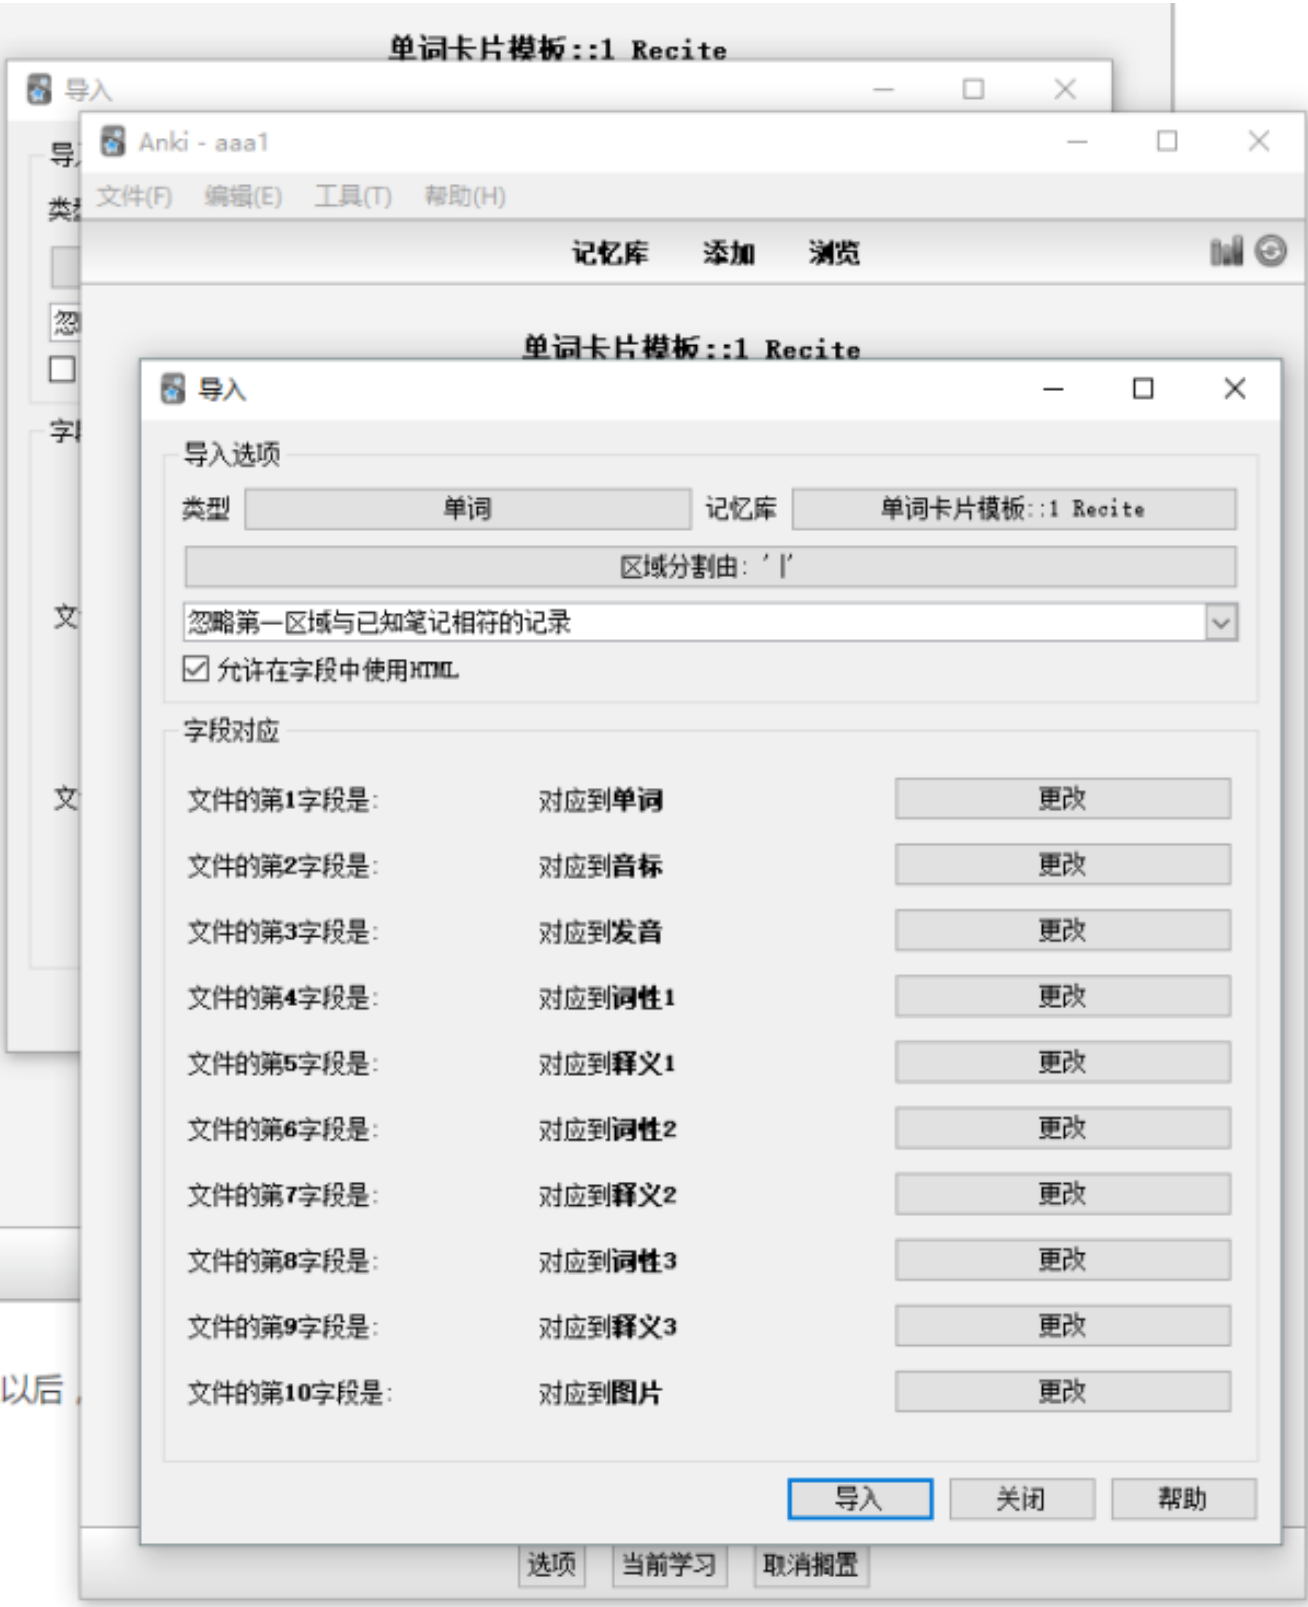 单词卡片模板::1 Recite
导入
Anki - aaa1
文件(F) 编辑(E) 工具(T) 帮助(H)
记忆库 添加 浏览
单词卡片模板::1 Recite
导入
导入选项
类型 单词 记忆库 单词卡片模板::1 Recite
区域分割由: '|'
忽略第一区域与已知笔记相符的记录
允许在字段中使用HTML
字段对应
文件的第1字段是: 对应到单词 更改
文件的第2字段是: 对应到音标 更改
文件的第3字段是: 对应到发音 更改
文件的第4字段是: 对应到词性1 更改
文件的第5字段是: 对应到释义1 更改
文件的第6字段是: 对应到词性2 更改
文件的第7字段是: 对应到释义2 更改
文件的第8字段是: 对应到词性3 更改
文件的第9字段是: 对应到释义3 更改
文件的第10字段是: 对应到图片 更改
以后，
导入 关闭 帮助
选项 当前学习 取消搁置